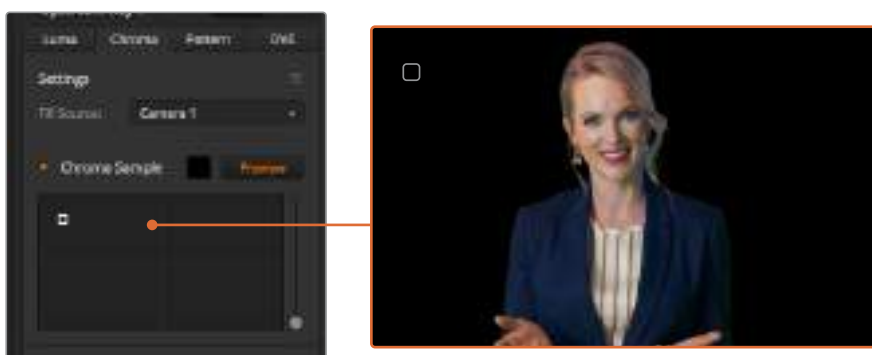 Luma Chroma Pattern DVE
Settings
Fill Source: Camera 1
Chroma Sample Preview